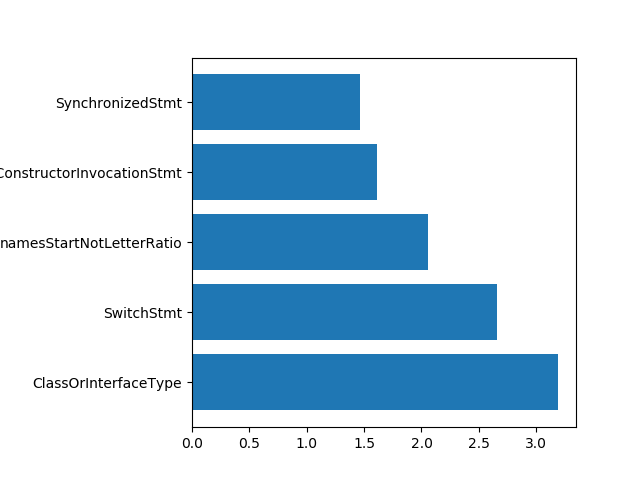 SynchronizedStmt
ConstructorInvocationStmt
namesStartNotLetterRatio
SwitchStmt
ClassOrInterfaceType
0.0 0.5 1.0 1.5 2.0 2.5 3.0